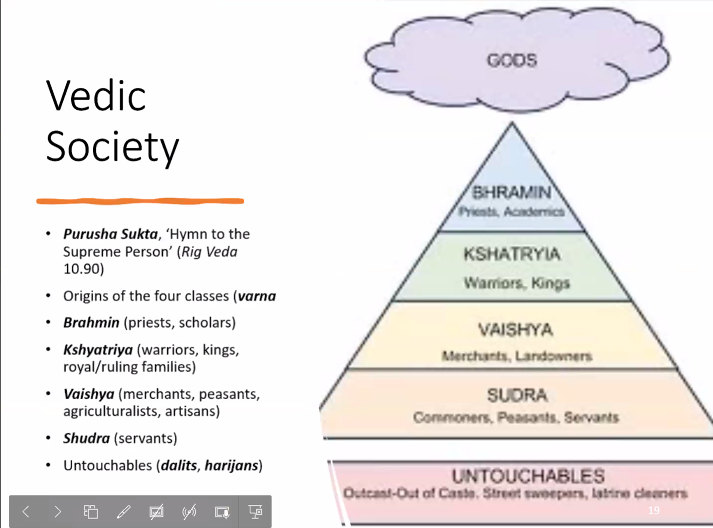 Vedic
Society
• Purusha Sukta, ‘Hymn to the
Supreme Person’ (Rig Veda
10.90)
• Origins of the four classes (varna
• Brahmin (priests, scholars)
• Kshyatriya (warriors, kings,
royal/ruling families)
• Vaishya (merchants, peasants,
agriculturalists, artisans)
• Shudra (servants)
• Untouchables (dalits, harijans)
GODS
BHRAMIN
Priests, Academics
KSHATRYIA
Warriors, Kings
VAISHYA
Merchants, Landowners
SUDRA
Commoners, Peasants, Servants
UNTOUCHABLES
Outcast-Out of Caste, Street sweepers, latrine cleaners
19